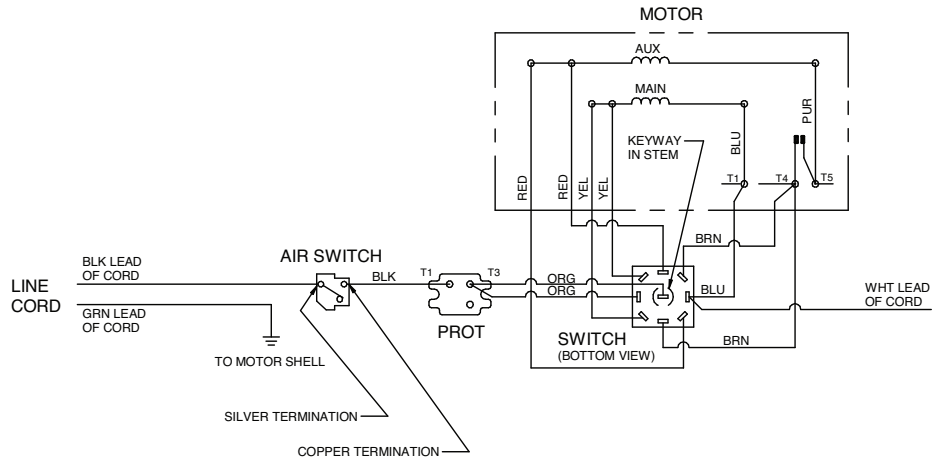 MOTOR
AUX
MAIN
KEYWAY
IN STEM
BLU
PUR
RED
RED
YEL
YEL
T1
T4
T5
BRN
AIR SWITCH
BLK LEAD
OF CORD
LINE
CORD
GRN LEAD
OF CORD
BLK
T1
T3
ORG
ORG
BLU
WHT LEAD
OF CORD
PROT
SWITCH
(BOTTOM VIEW)
BRN
TO MOTOR SHELL
SILVER TERMINATION
COPPER TERMINATION